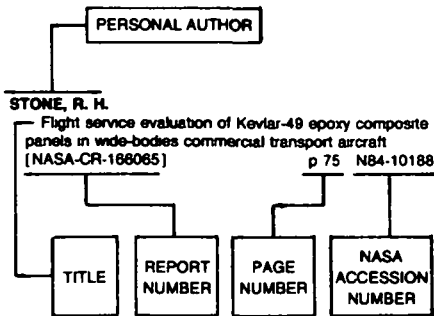 PERSONAL AUTHOR
STONE, R. H.
Flight service evaluation of Kevlar-49 epoxy composite
panels in wide-bodies commercial transport aircraft
[NASA-CR-166065] p 75 N84-10188
TITLE
REPORT
NUMBER
PAGE
NUMBER
NASA
ACCESSION
NUMBER